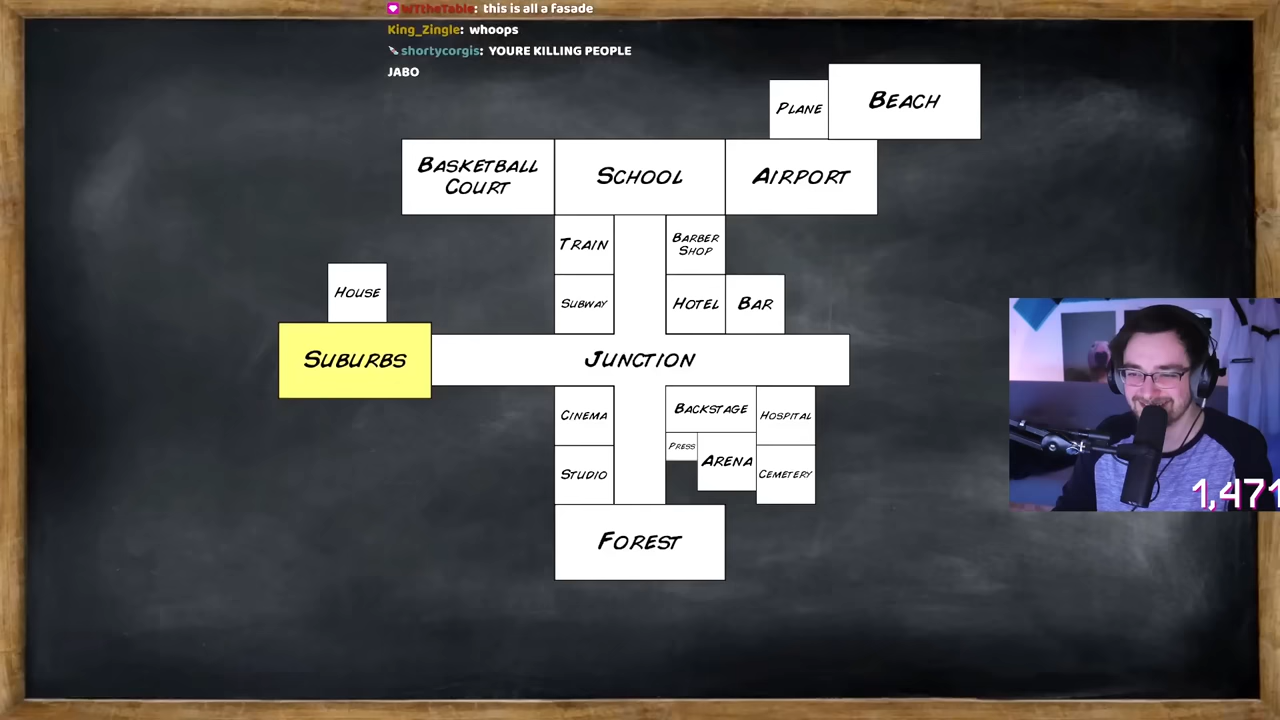 WTtheTable: this is all a fasade
King_Zingle: whoops
shortycorgis: YOURE KILLING PEOPLE
JABO
PLANE
BEACH
BASKETBALL
COURT
SCHOOL
AIRPORT
TRAIN
BARBER
SHOP
HOUSE
SUBWAY
HOTEL
BAR
SUBURBS
JUNCTION
CINEMA
BACKSTAGE
HOSPITAL
PRESS
ARENA
STUDIO
CEMETERY
FOREST
1,471